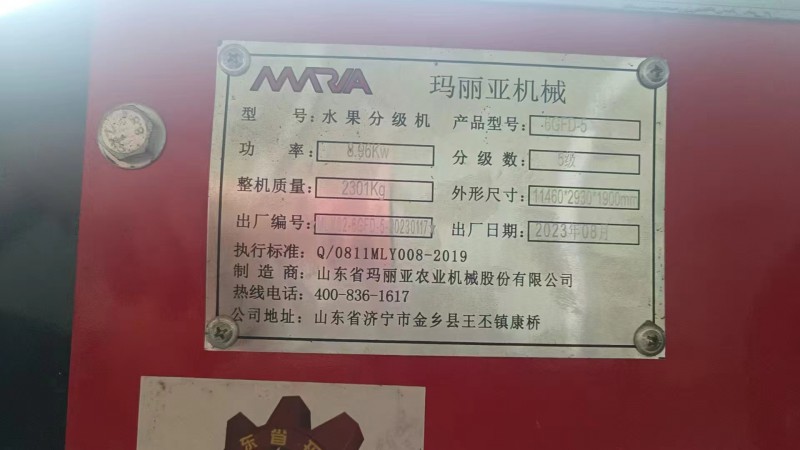 MARIA 玛丽亚机械
型 号: 水果分级机 产品型号: -6GFD-5
功 率: 8.96Kw 分级数: 5级
整机质量: 2301Kg 外形尺寸: 11460*2930*1900mm
出厂编号: 出厂日期: 2023年08月
执行标准: Q/0811MLY008-2019
制 造 商: 山东省玛丽亚农业机械股份有限公司
热线电话: 400-836-1617
公司地址: 山东省济宁市金乡县王丕镇康桥
东省玛